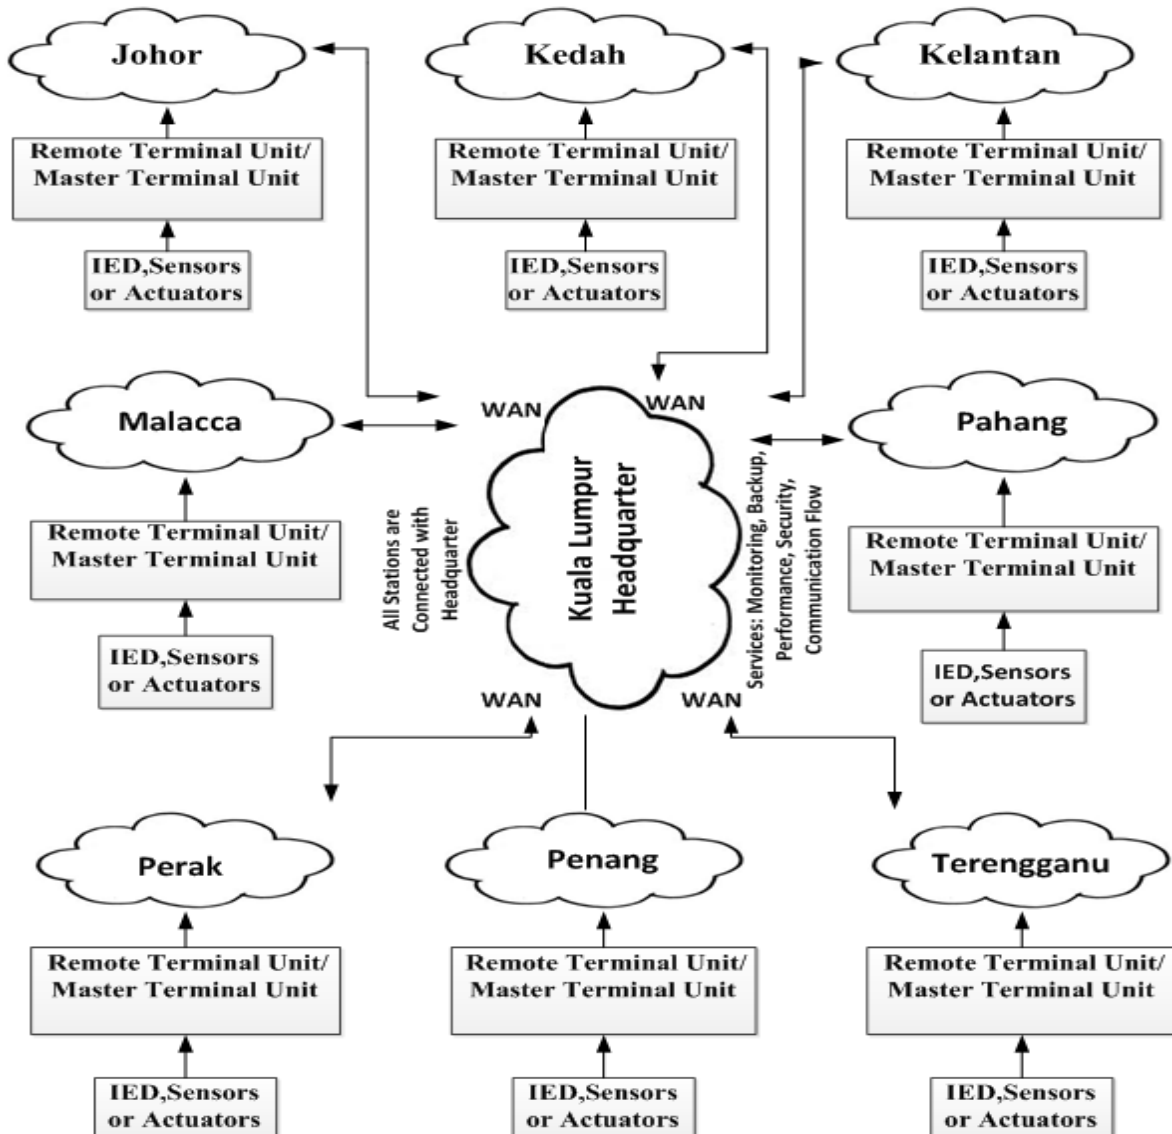 Johor
Kedah
Kelantan
Remote Terminal Unit/
Master Terminal Unit
Remote Terminal Unit/
Master Terminal Unit
Remote Terminal Unit/
Master Terminal Unit
IED,Sensors
or Actuators
IED,Sensors
or Actuators
IED,Sensors
or Actuators
Malacca
WAN
WAN
Pahang
Remote Terminal Unit/
Master Terminal Unit
All Stations are
Connected with
Headquarter
Kuala Lumpur
Headquarter
Services: Monitoring, Backup,
Performance, Security,
Communication Flow
Remote Terminal Unit/
Master Terminal Unit
IED,Sensors
or Actuators
IED,Sensors
or Actuators
WAN
WAN
Perak
Penang
Terengganu
Remote Terminal Unit/
Master Terminal Unit
Remote Terminal Unit/
Master Terminal Unit
Remote Terminal Unit/
Master Terminal Unit
IED,Sensors
or Actuators
IED,Sensors
or Actuators
IED,Sensors
or Actuators